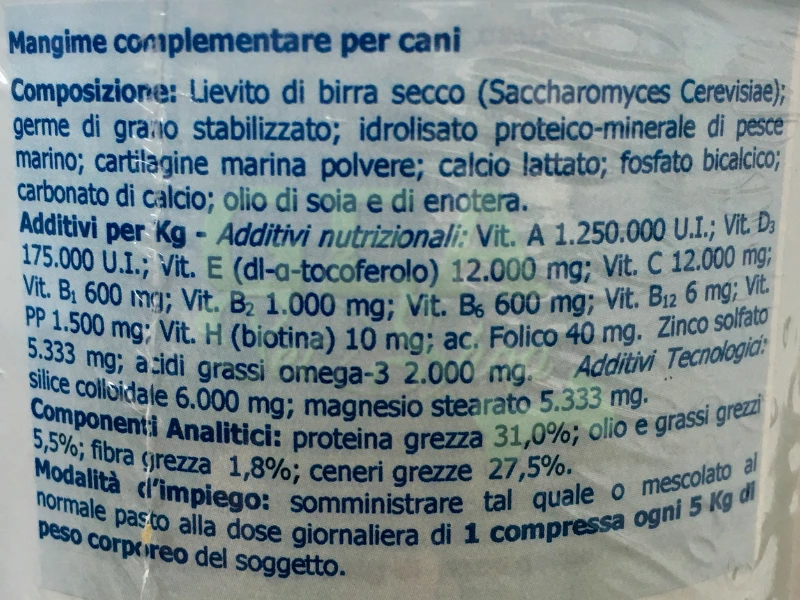 Mangime complementare per cani
Composizione: Lievito di birra secco (Saccharomyces Cerevisiae);
germe di grano stabilizzato; idrolisato proteico-minerale di pesce
marino; cartilagine marina polvere; calcio lattato; fosfato bicalcico;
carbonato di calcio; olio di soia e di enotera.
Additivi per Kg - Additivi nutrizionali: Vit. A 1.250.000 U.I.; Vit. D3
175.000 U.I.; Vit. E (dl-α-tocoferolo) 12.000 mg; Vit. C 12.000 mg;
Vit. B1 600 mg; Vit. B2 1.000 mg; Vit. B6 600 mg; Vit. B12 6 mg; Vit.
PP 1.500 mg; Vit. H (biotina) 10 mg; ac. Folico 40 mg. Zinco solfato
5.333 mg; acidi grassi omega-3 2.000 mg. Additivi Tecnologici:
silice colloidale 6.000 mg; magnesio stearato 5.333 mg.
Componenti Analitici: proteina grezza 31,0%; olio e grassi grezzi
5,5%; fibra grezza 1,8%; ceneri grezze 27,5%.
Modalità d'impiego: somministrare tal quale o mescolato al
normale pasto alla dose giornaliera di 1 compressa ogni 5 Kg di
peso corporeo del soggetto.